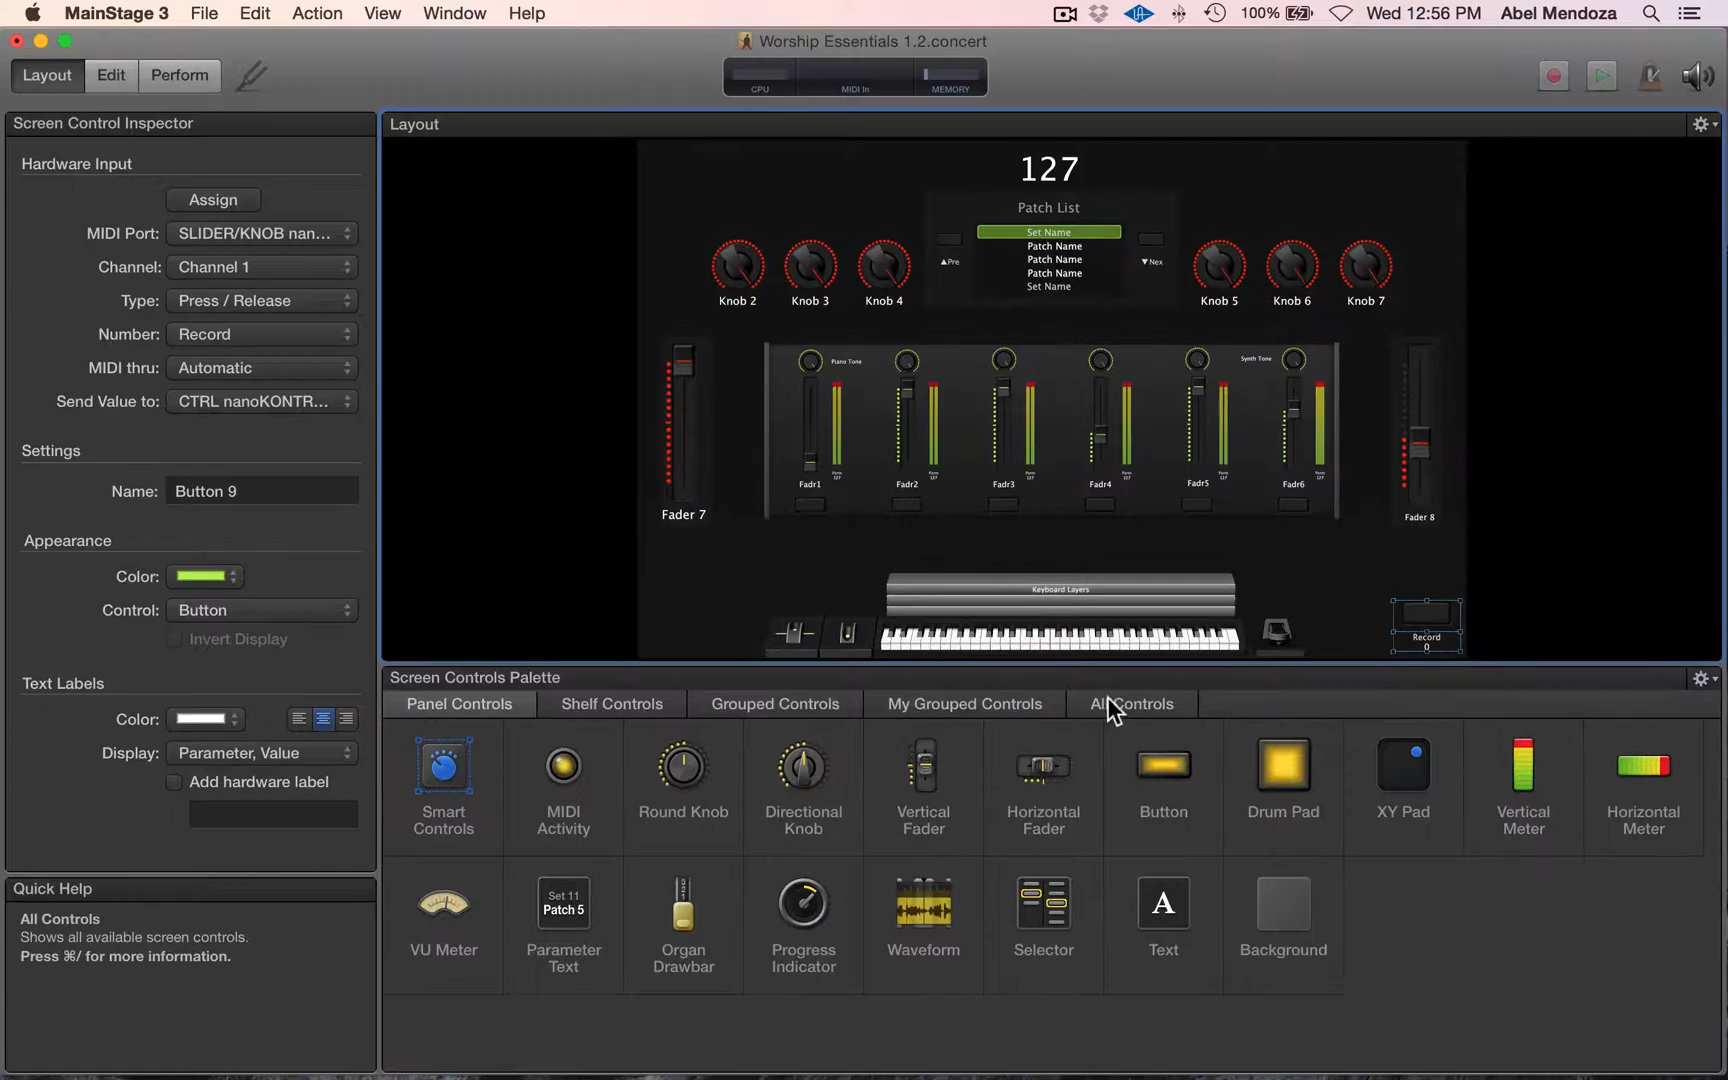 MainStage 3 File Edit Action View Window Help 100% Wed 12:56 PM Abel Mendoza
Worship Essentials 1.2.concert
Layout Edit Perform
CPU MIDI In MEMORY
Screen Control Inspector
Hardware Input
Assign
MIDI Port: SLIDER/KNOB nan...
Channel: Channel 1
Type: Press / Release
Number: Record
MIDI thru: Automatic
Send Value to: CTRL nanoKONTR...
Settings
Name: Button 9
Appearance
Color:
Control: Button
Invert Display
Text Labels
Color:
Display: Parameter, Value
Add hardware label
Quick Help
All Controls
Shows all available screen controls.
Press ⌘/ for more information.
Layout
127
Patch List
Set Name
Patch Name
Patch Name
Patch Name
Set Name
▲Pre
▼Nex
Knob 2 Knob 3 Knob 4 Knob 5 Knob 6 Knob 7
Piano Tone Synth Tone
Fadr1 Fadr2 Fadr3 Fadr4 Fadr5 Fadr6
Fader 7
Fader 8
Keyboard Layers
Record
0
Screen Controls Palette
Panel Controls Shelf Controls Grouped Controls My Grouped Controls All Controls
Smart Controls
MIDI Activity
Round Knob
Directional Knob
Vertical Fader
Horizontal Fader
Button
Drum Pad
XY Pad
Vertical Meter
Horizontal Meter
VU Meter
Set 11
Patch 5
Parameter Text
Organ Drawbar
Progress Indicator
Waveform
Selector
A
Text
Background